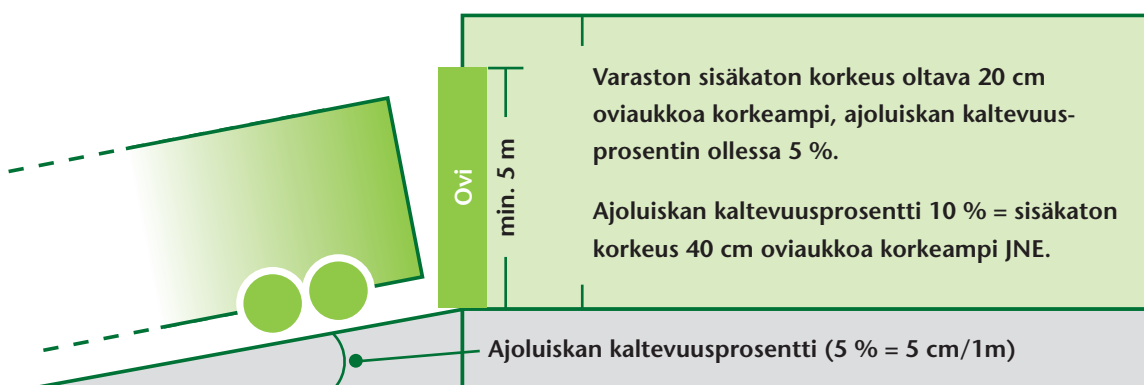 Varaston sisäkaton korkeus oltava 20 cm
oviaukkoa korkeampi, ajoluiskan kaltevuus-
prosentin ollessa 5 %.
Ajoluiskan kaltevuusprosentti 10 % = sisäkaton
korkeus 40 cm oviaukkoa korkeampi JNE.
Ovi
min. 5 m
Ajoluiskan kaltevuusprosentti (5 % = 5 cm/1m)